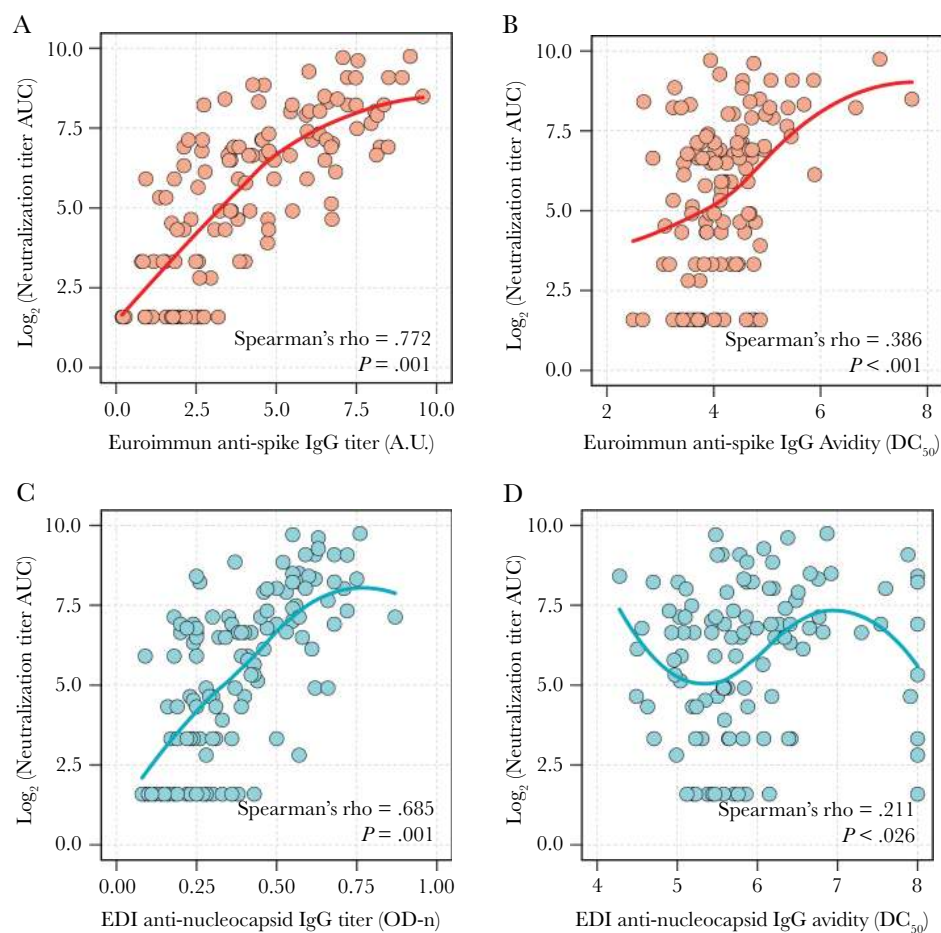 A
Log₂ (Neutralization titer AUC)
10.0
7.5
5.0
2.5
0.0
Spearman's rho = .772
P = .001
0.0 2.5 5.0 7.5 10.0
Euroimmun anti-spike IgG titer (A.U.)
B
Log₂ (Neutralization titer AUC)
10.0
7.5
5.0
2.5
0.0
Spearman's rho = .386
P < .001
2 4 6 8
Euroimmun anti-spike IgG Avidity (DC₅₀)
C
Log₂ (Neutralization titer AUC)
10.0
7.5
5.0
2.5
0.0
Spearman's rho = .685
P = .001
0.00 0.25 0.50 0.75 1.00
EDI anti-nucleocapsid IgG titer (OD-n)
D
Log₂ (Neutralization titer AUC)
10.0
7.5
5.0
2.5
0.0
Spearman's rho = .211
P < .026
4 5 6 7 8
EDI anti-nucleocapsid IgG avidity (DC₅₀)